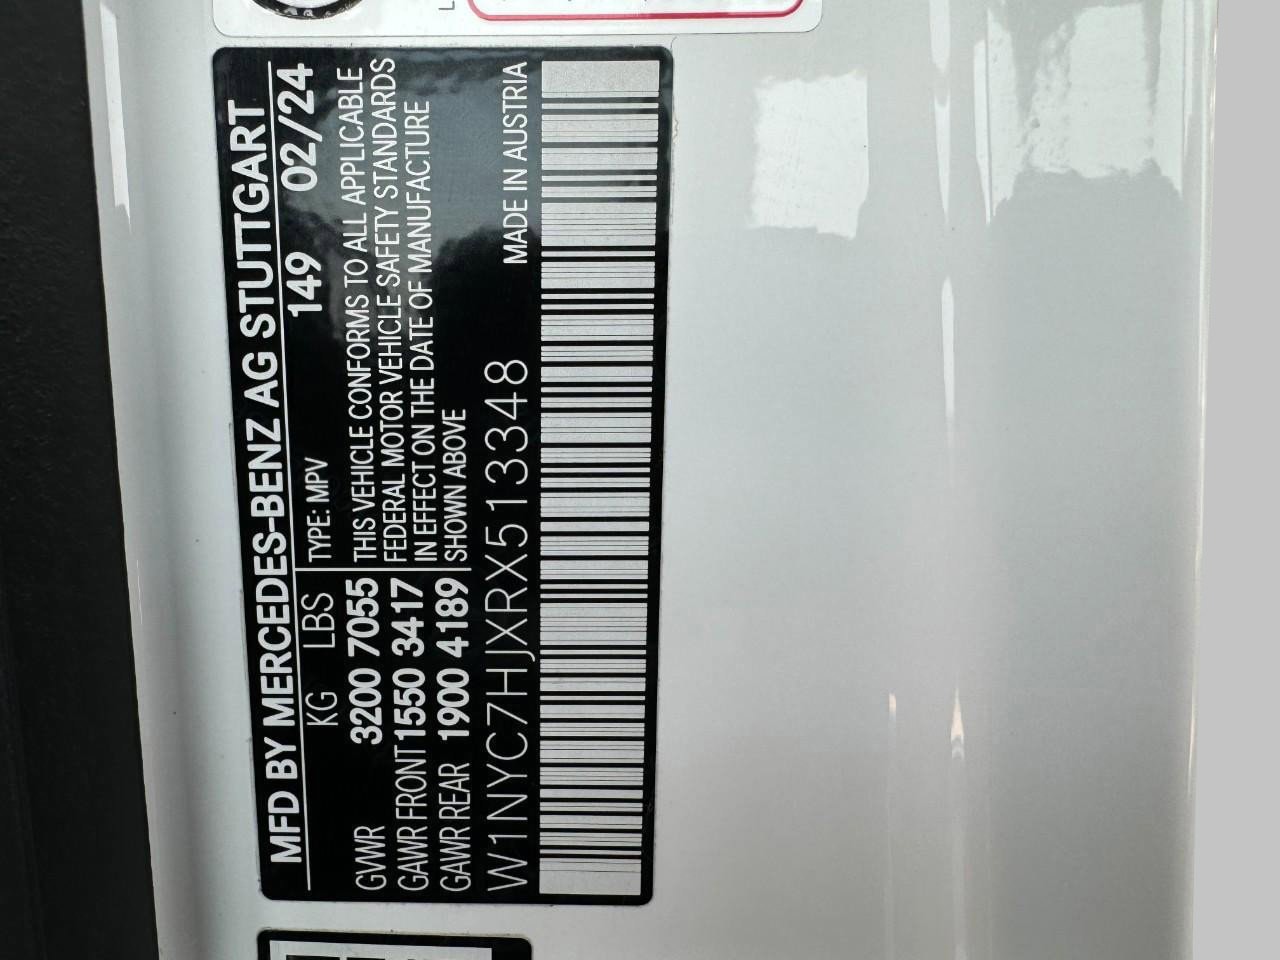 MFD BY MERCEDES-BENZ AG STUTTGART
KG LBS TYPE: MPV 149 02/24
GVWR 3200 7055 THIS VEHICLE CONFORMS TO ALL APPLICABLE
FEDERAL MOTOR VEHICLE SAFETY STANDARDS
GAWR FRONT 1550 3417 IN EFFECT ON THE DATE OF MANUFACTURE
GAWR REAR 1900 4189 SHOWN ABOVE
W1NYC7HJXRX513348 MADE IN AUSTRIA